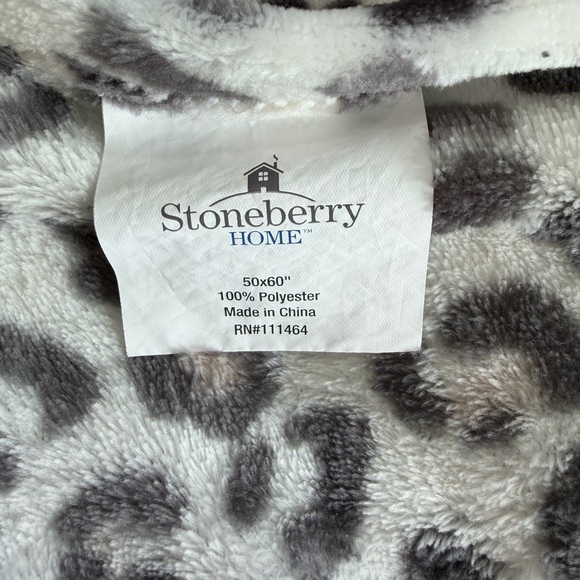 Stoneberry
HOME™
50x60"
100% Polyester
Made in China
RN#111464